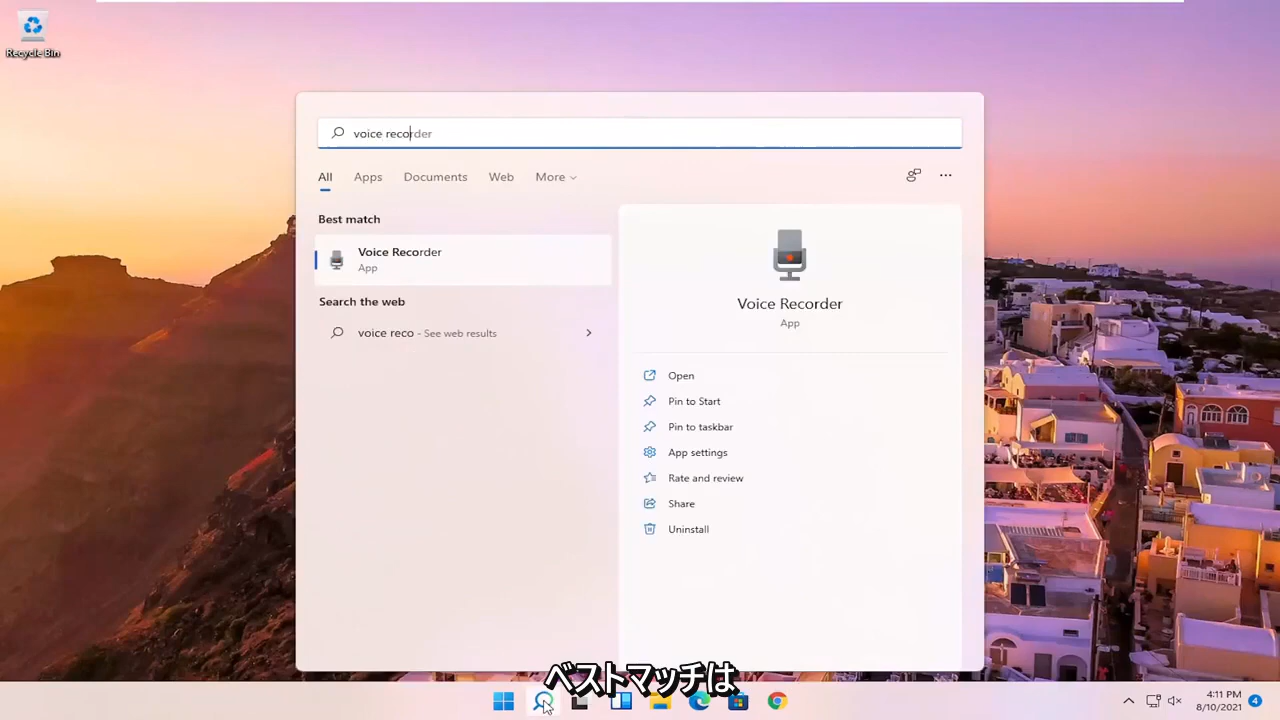 Recycle Bin
voice recorder
All Apps Documents Web More
Best match
Voice Recorder
App
Search the web
voice reco - See web results
Voice Recorder
App
Open
Pin to Start
Pin to taskbar
App settings
Rate and review
Share
Uninstall
ベストマッチは
4:11 PM
8/10/2021
4